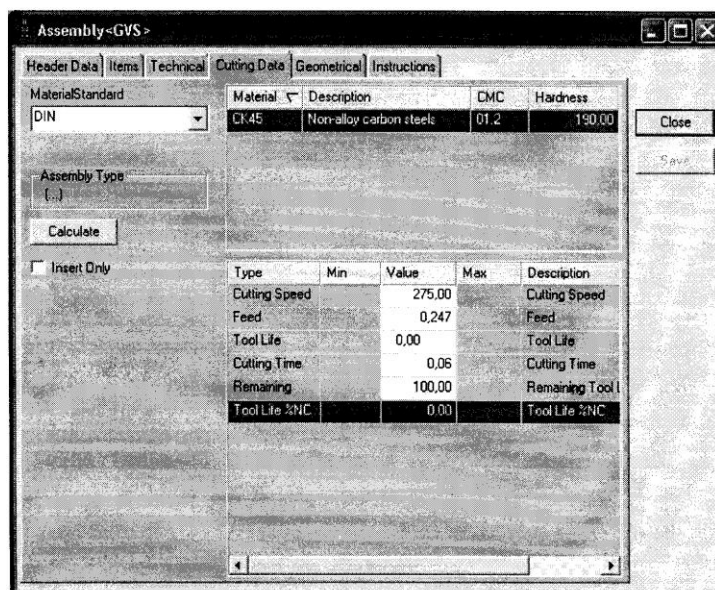 Assembly<GVS>
Header Data Items Technical Cutting Data Geometrical Instructions
MaterialStandard
DIN
Material Description CMC Hardness
CK45 Non-alloy carbon steels 01.2 190,00
Close
Save
Assembly Type
(...)
Calculate
Insert Only
Type Min Value Max Description
Cutting Speed 275,00 Cutting Speed
Feed 0,247 Feed
Tool Life 0,00 Tool Life
Cutting Time 0,06 Cutting Time
Remaining 100,00 Remaining Tool L
Tool Life %NC 0.00 Tool Life %NC